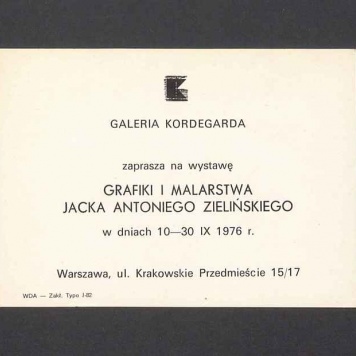 K
GALERIA KORDEGARDA
zaprasza na wystawę
GRAFIKI I MALARSTWA
JACKA ANTONIEGO ZIELIŃSKIEGO
w dniach 10—30 IX 1976 r.
Warszawa, ul. Krakowskie Przedmieście 15/17
WDA — Zakł. Typo J-82